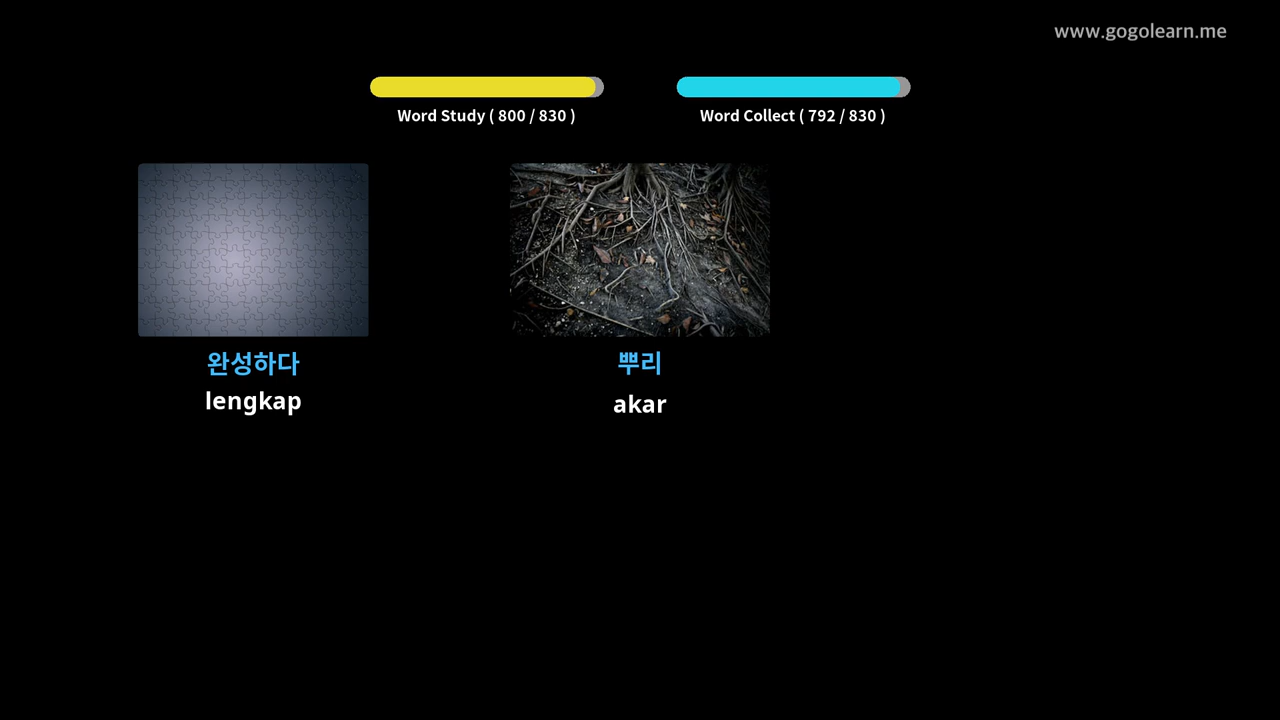 www.gogolearn.me
Word Study ( 800 / 830 )
Word Collect ( 792 / 830 )
완성하다
lengkap
뿌리
akar